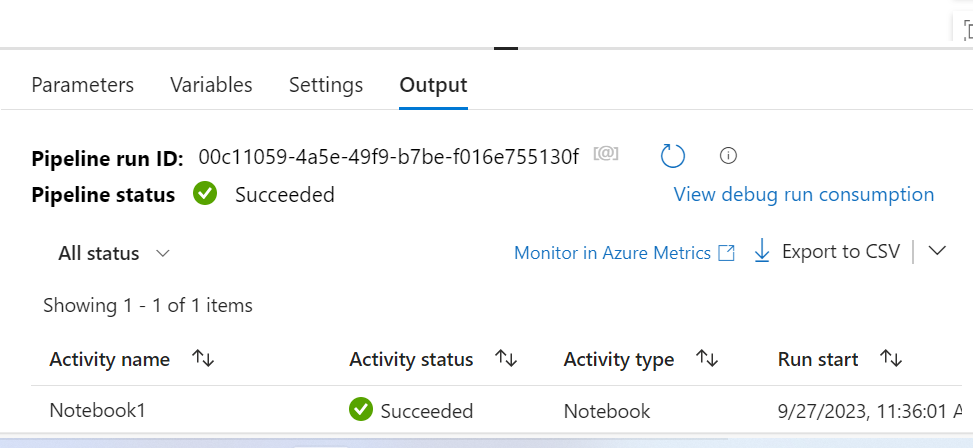 Parameters Variables Settings Output
Pipeline run ID: 00c11059-4a5e-49f9-b7be-f016e755130f [@]
Pipeline status Succeeded View debug run consumption
All status Monitor in Azure Metrics Export to CSV
Showing 1 - 1 of 1 items
Activity name Activity status Activity type Run start
Notebook1 Succeeded Notebook 9/27/2023, 11:36:01 A